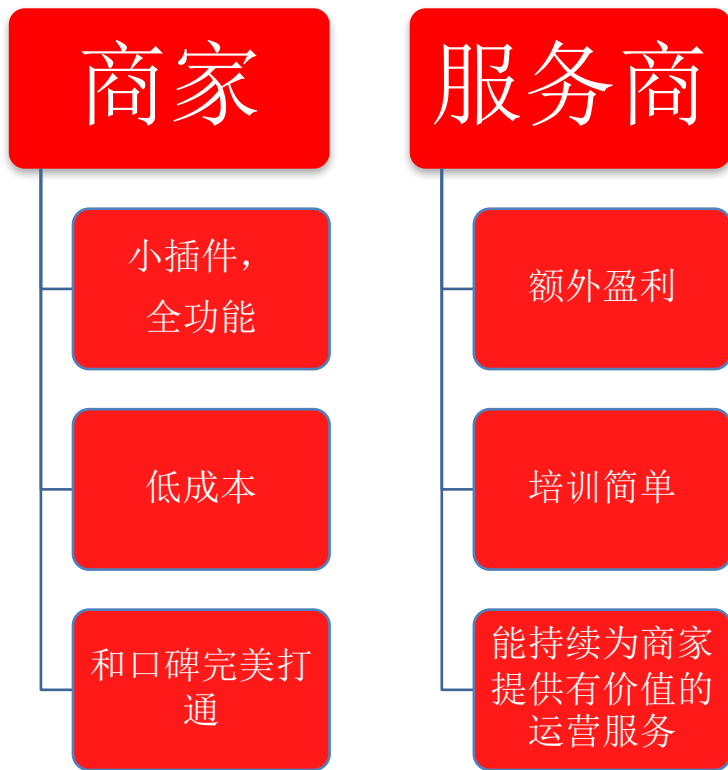 商家
小插件，
全功能
低成本
和口碑完美打
通
服务商
额外盈利
培训简单
能持续为商家
提供有价值的
运营服务